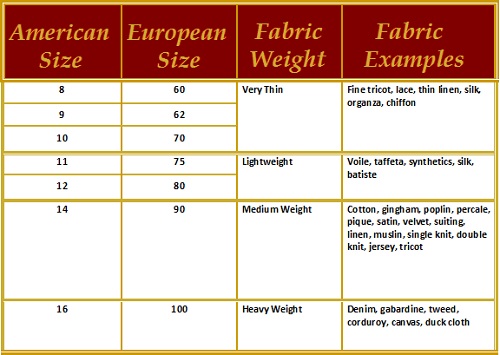 American Size European Size Fabric Weight Fabric Examples
8 60 Very Thin Fine tricot, lace, thin linen, silk,
organza, chiffon
9 62
10 70
11 75 Lightweight Voile, taffeta, synthetics, silk,
batiste
12 80
14 90 Medium Weight Cotton, gingham, poplin, percale,
pique, satin, velvet, suiting,
linen, muslin, single knit, double
knit, jersey, tricot
16 100 Heavy Weight Denim, gabardine, tweed,
corduroy, canvas, duck cloth